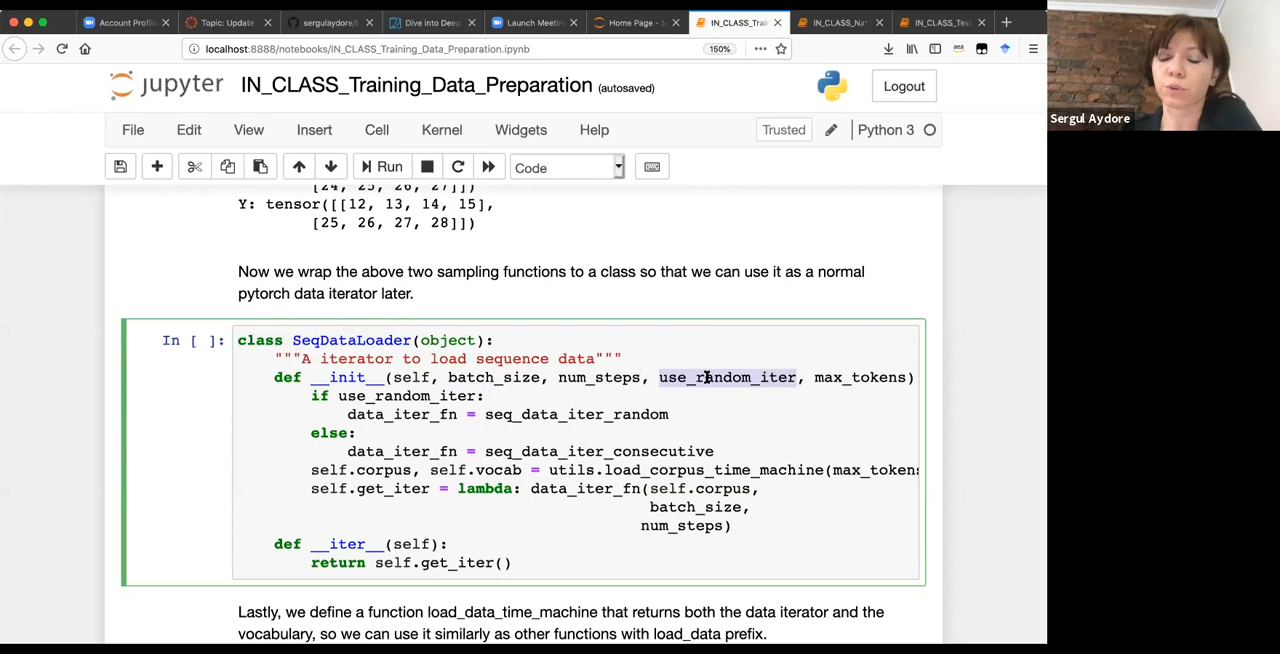 Account Profil
Topic: Update
sergulaydore/
Dive into Deep
Launch Meetin
Home Page - S
IN_CLASS_Trai
IN_CLASS_Na
IN_CLASS_Tex
localhost:8888/notebooks/IN_CLASS_Training_Data_Preparation.ipynb
150%
jupyter IN_CLASS_Training_Data_Preparation (autosaved)
Logout
File Edit View Insert Cell Kernel Widgets Help
Trusted
Python 3
Run
Code
[24, 25, 26, 27]])
Y: tensor([[12, 13, 14, 15],
[25, 26, 27, 28]])
Now we wrap the above two sampling functions to a class so that we can use it as a normal
pytorch data iterator later.
In [ ]: class SeqDataLoader(object):
"""A iterator to load sequence data"""
def __init__(self, batch_size, num_steps, use_random_iter, max_tokens)
if use_random_iter:
data_iter_fn = seq_data_iter_random
else:
data_iter_fn = seq_data_iter_consecutive
self.corpus, self.vocab = utils.load_corpus_time_machine(max_tokens
self.get_iter = lambda: data_iter_fn(self.corpus,
batch_size,
num_steps)
def __iter__(self):
return self.get_iter()
Lastly, we define a function load_data_time_machine that returns both the data iterator and the
vocabulary, so we can use it similarly as other functions with load_data prefix.
Sergul Aydore